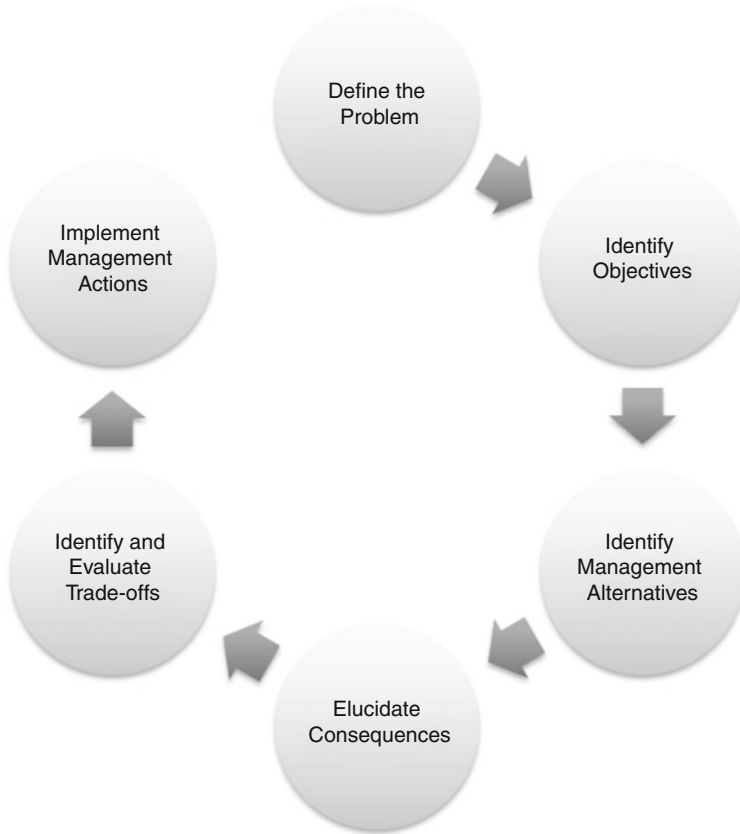 Define the
Problem
Identify
Objectives
Identify
Management
Alternatives
Elucidate
Consequences
Identify and
Evaluate
Trade-offs
Implement
Management
Actions